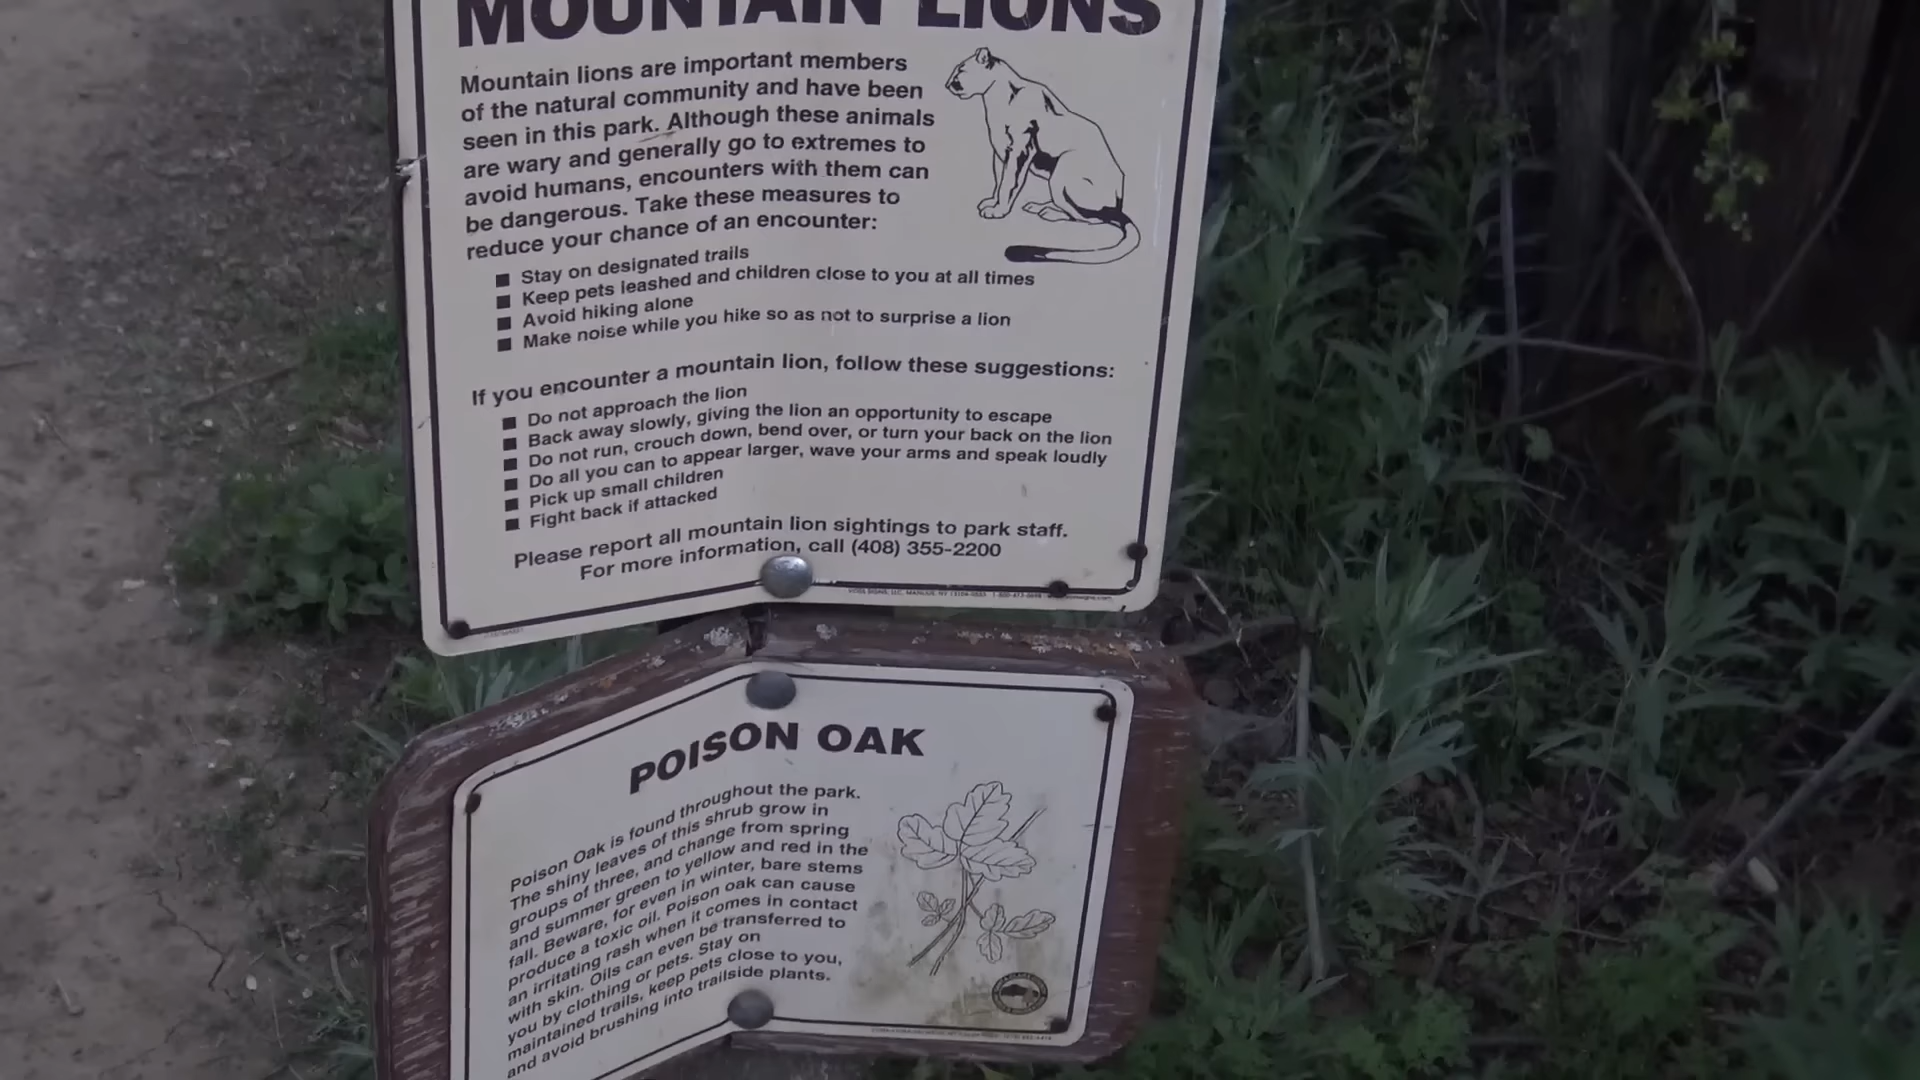 MOUNTAIN LIONS
Mountain lions are important members
of the natural community and have been
seen in this park. Although these animals
are wary and generally go to extremes to
avoid humans, encounters with them can
be dangerous. Take these measures to
reduce your chance of an encounter:
■ Stay on designated trails
■ Keep pets leashed and children close to you at all times
■ Avoid hiking alone
■ Make noise while you hike so as not to surprise a lion
If you encounter a mountain lion, follow these suggestions:
■ Do not approach the lion
■ Back away slowly, giving the lion an opportunity to escape
■ Do not run, crouch down, bend over, or turn your back on the lion
■ Do all you can to appear larger, wave your arms and speak loudly
■ Pick up small children
■ Fight back if attacked
Please report all mountain lion sightings to park staff.
For more information, call (408) 355-2200
POISON OAK
Poison Oak is found throughout the park.
The shiny leaves of this shrub grow in
groups of three, and change from spring
and summer green to yellow and red in the
fall. Beware, for even in winter, bare stems
produce a toxic oil. Poison oak can cause
an irritating rash when it comes in contact
with skin. Oils can even be transferred to
you by clothing or pets. Stay on
maintained trails, keep pets close to you,
and avoid brushing into trailside plants.